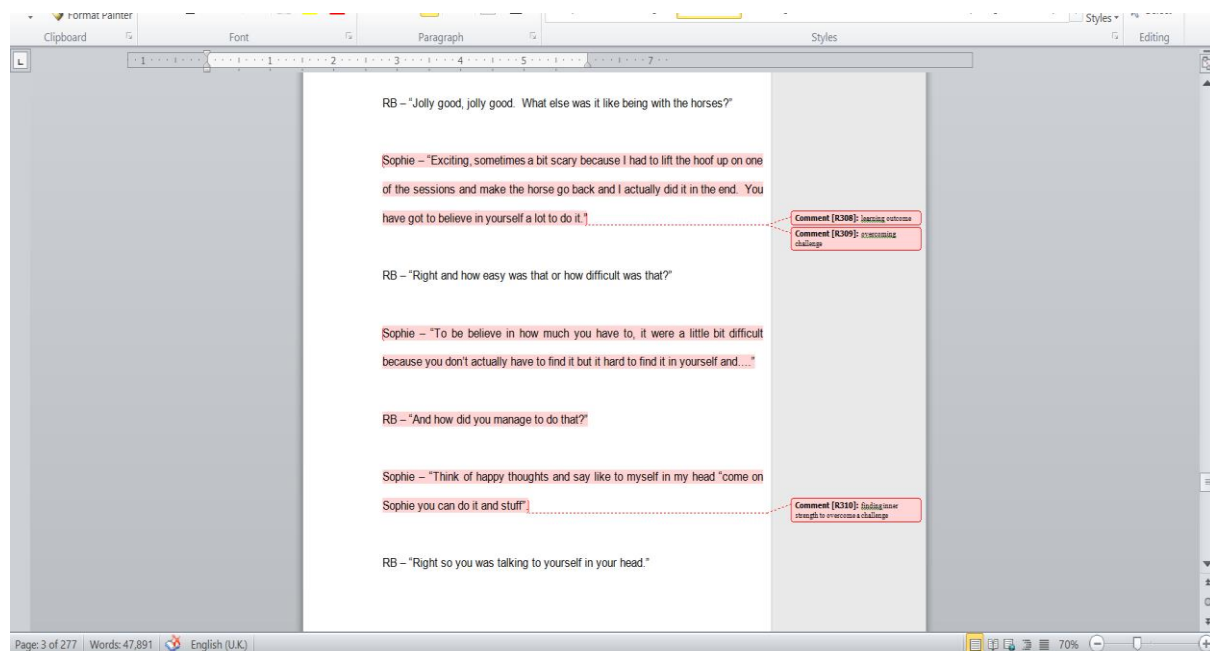 Format Painter
Styles
Clipboard
Font
Paragraph
Styles
Editing
1 1 2 3 4 5 7
RB – “Jolly good, jolly good. What else was it like being with the horses?”
Sophie – “Exciting, sometimes a bit scary because I had to lift the hoof up on one
of the sessions and make the horse go back and I actually did it in the end. You
have got to believe in yourself a lot to do it.”
Comment [R308]: learning outcome
Comment [R309]: overcoming
challenge
RB – “Right and how easy was that or how difficult was that?”
Sophie – “To be believe in how much you have to, it were a little bit difficult
because you don’t actually have to find it but it hard to find it in yourself and….”
RB – “And how did you manage to do that?”
Sophie – “Think of happy thoughts and say like to myself in my head “come on
Sophie you can do it and stuff”.
Comment [R310]: finding inner
strength to overcome a challenge
RB – “Right so you was talking to yourself in your head.”
Page: 3 of 277 Words: 47,891 English (U.K.) 70%